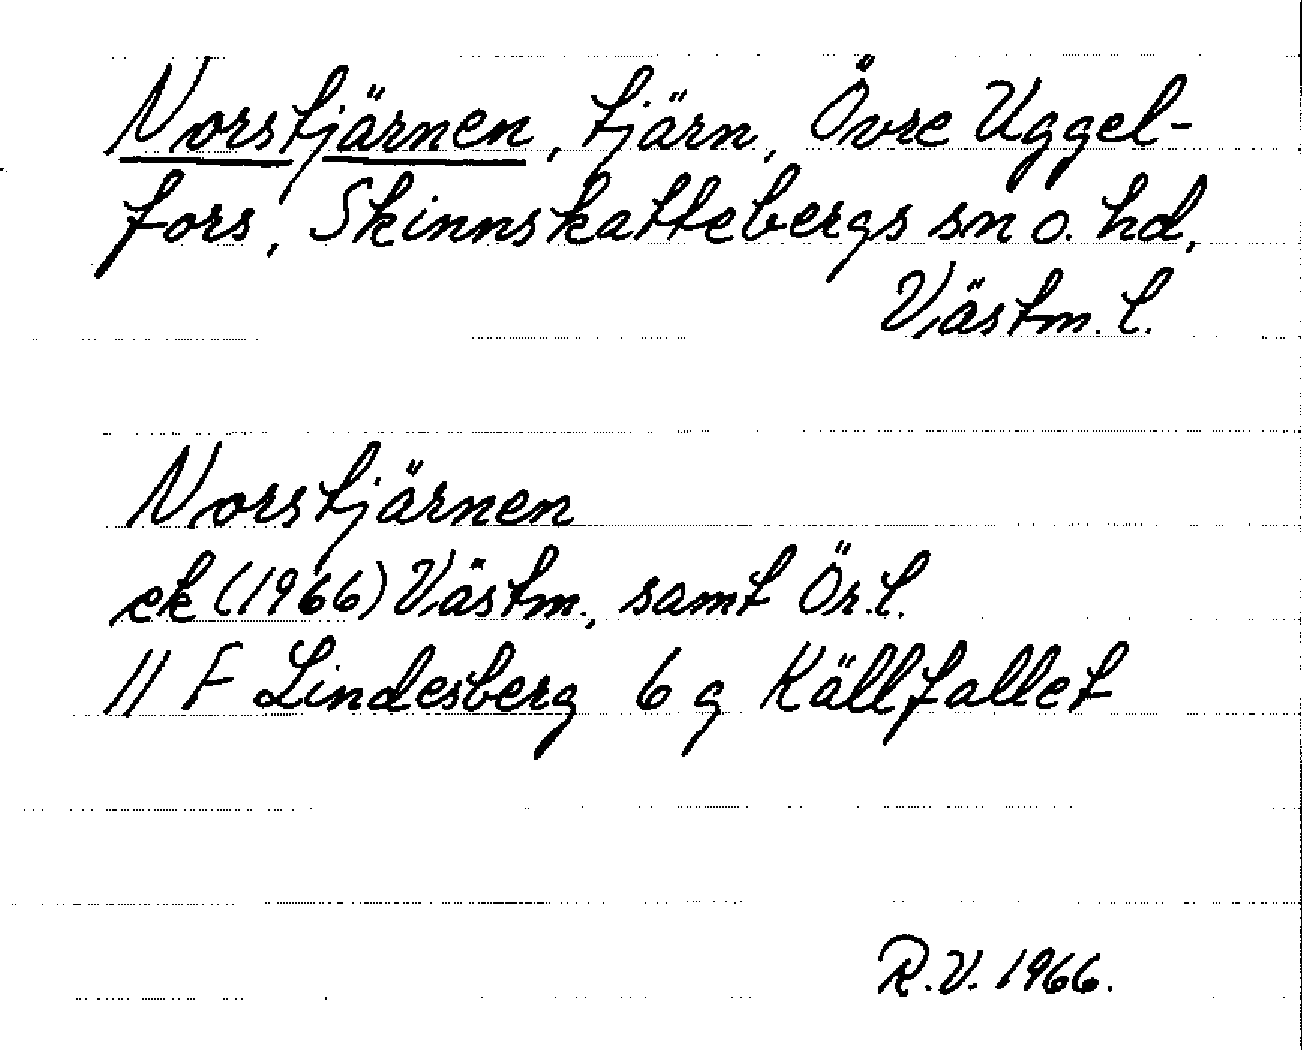 Norstjärnen, tjärn, Övre Uggel-
fors, Skinnskattebergs sn o. hd,
Västm. l.
Norstjärnen
ek (1966) Västm., samt Ör. l.
11 F Lindesberg 6 g Källfallet
R.V. 1966.